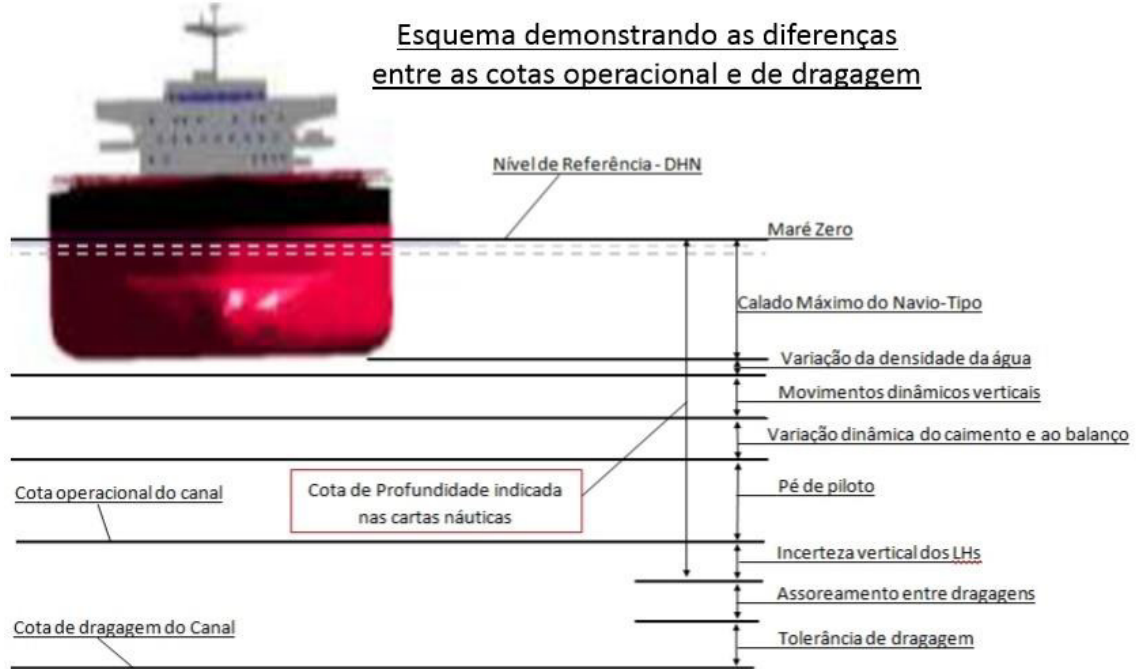 Esquema demonstrando as diferenças
entre as cotas operacional e de dragagem
Nível de Referência - DHN
Maré Zero
Calado Máximo do Navio-Tipo
Variação da densidade da água
Movimentos dinâmicos verticais
Variação dinâmica do caimento e ao balanço
Cota operacional do canal
Cota de Profundidade indicada
nas cartas náuticas
Pé de piloto
Incerteza vertical dos LHs
Assoreamento entre dragagens
Cota de dragagem do Canal
Tolerância de dragagem